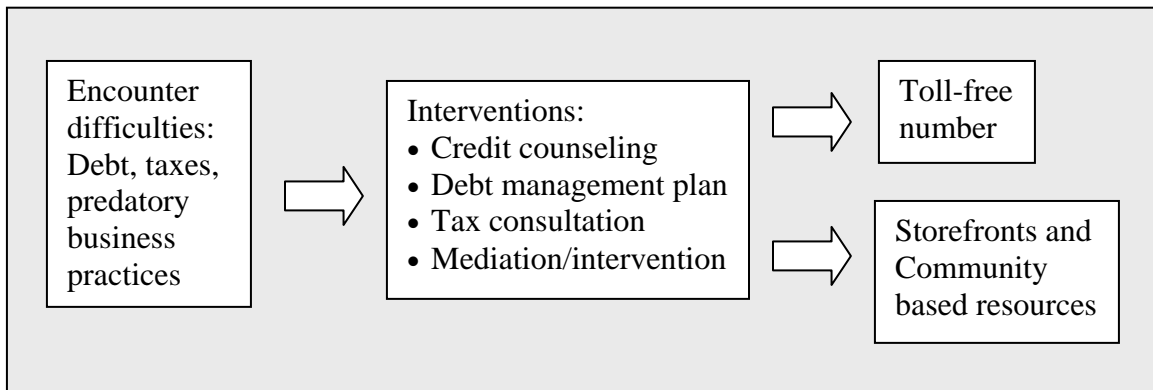 Encounter
difficulties:
Debt, taxes,
predatory
business
practices
Interventions:
• Credit counseling
• Debt management plan
• Tax consultation
• Mediation/intervention
Toll-free
number
Storefronts and
Community
based resources